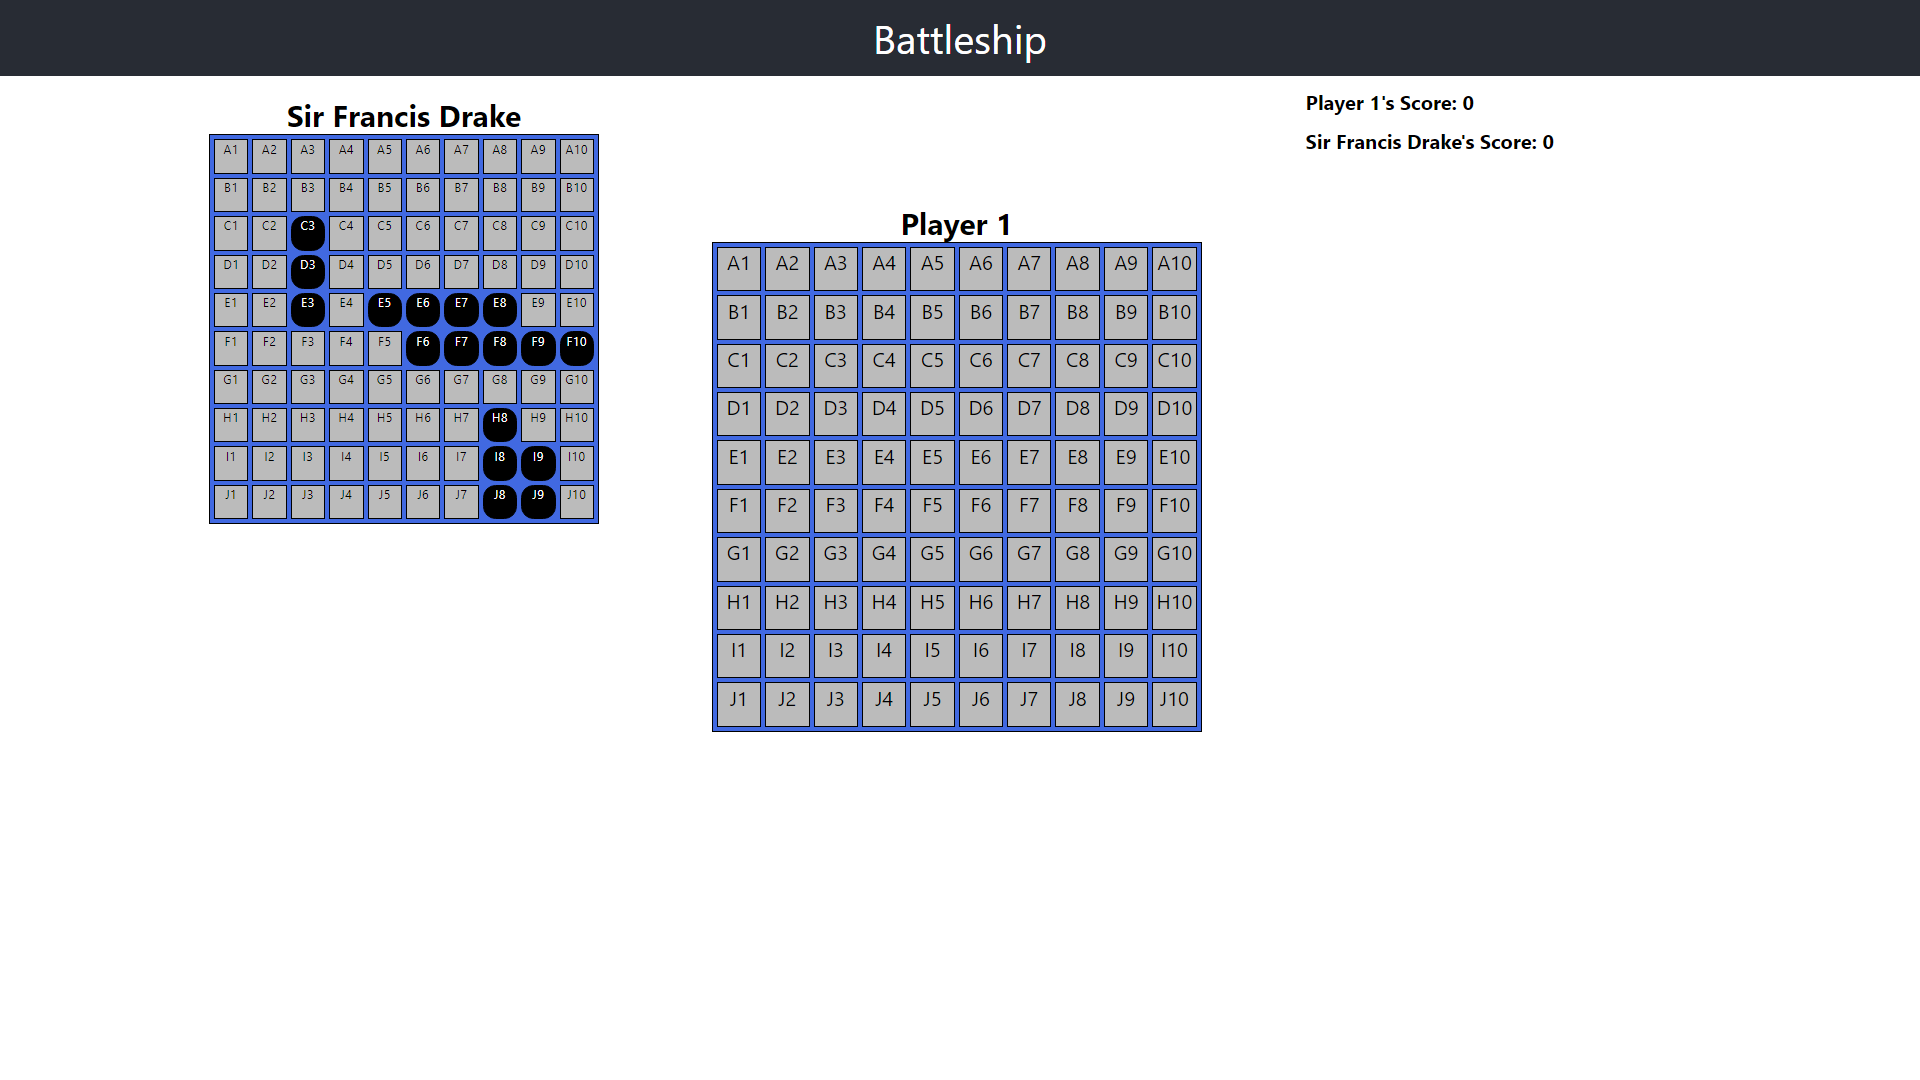 Battleship
Sir Francis Drake
A1 A2 A3 A4 A5 A6 A7 A8 A9 A10
B1 B2 B3 B4 B5 B6 B7 B8 B9 B10
C1 C2 C3 C4 C5 C6 C7 C8 C9 C10
D1 D2 D3 D4 D5 D6 D7 D8 D9 D10
E1 E2 E3 E4 E5 E6 E7 E8 E9 E10
F1 F2 F3 F4 F5 F6 F7 F8 F9 F10
G1 G2 G3 G4 G5 G6 G7 G8 G9 G10
H1 H2 H3 H4 H5 H6 H7 H8 H9 H10
I1 I2 I3 I4 I5 I6 I7 I8 I9 I10
J1 J2 J3 J4 J5 J6 J7 J8 J9 J10
Player 1
A1 A2 A3 A4 A5 A6 A7 A8 A9 A10
B1 B2 B3 B4 B5 B6 B7 B8 B9 B10
C1 C2 C3 C4 C5 C6 C7 C8 C9 C10
D1 D2 D3 D4 D5 D6 D7 D8 D9 D10
E1 E2 E3 E4 E5 E6 E7 E8 E9 E10
F1 F2 F3 F4 F5 F6 F7 F8 F9 F10
G1 G2 G3 G4 G5 G6 G7 G8 G9 G10
H1 H2 H3 H4 H5 H6 H7 H8 H9 H10
I1 I2 I3 I4 I5 I6 I7 I8 I9 I10
J1 J2 J3 J4 J5 J6 J7 J8 J9 J10
Player 1's Score: 0
Sir Francis Drake's Score: 0